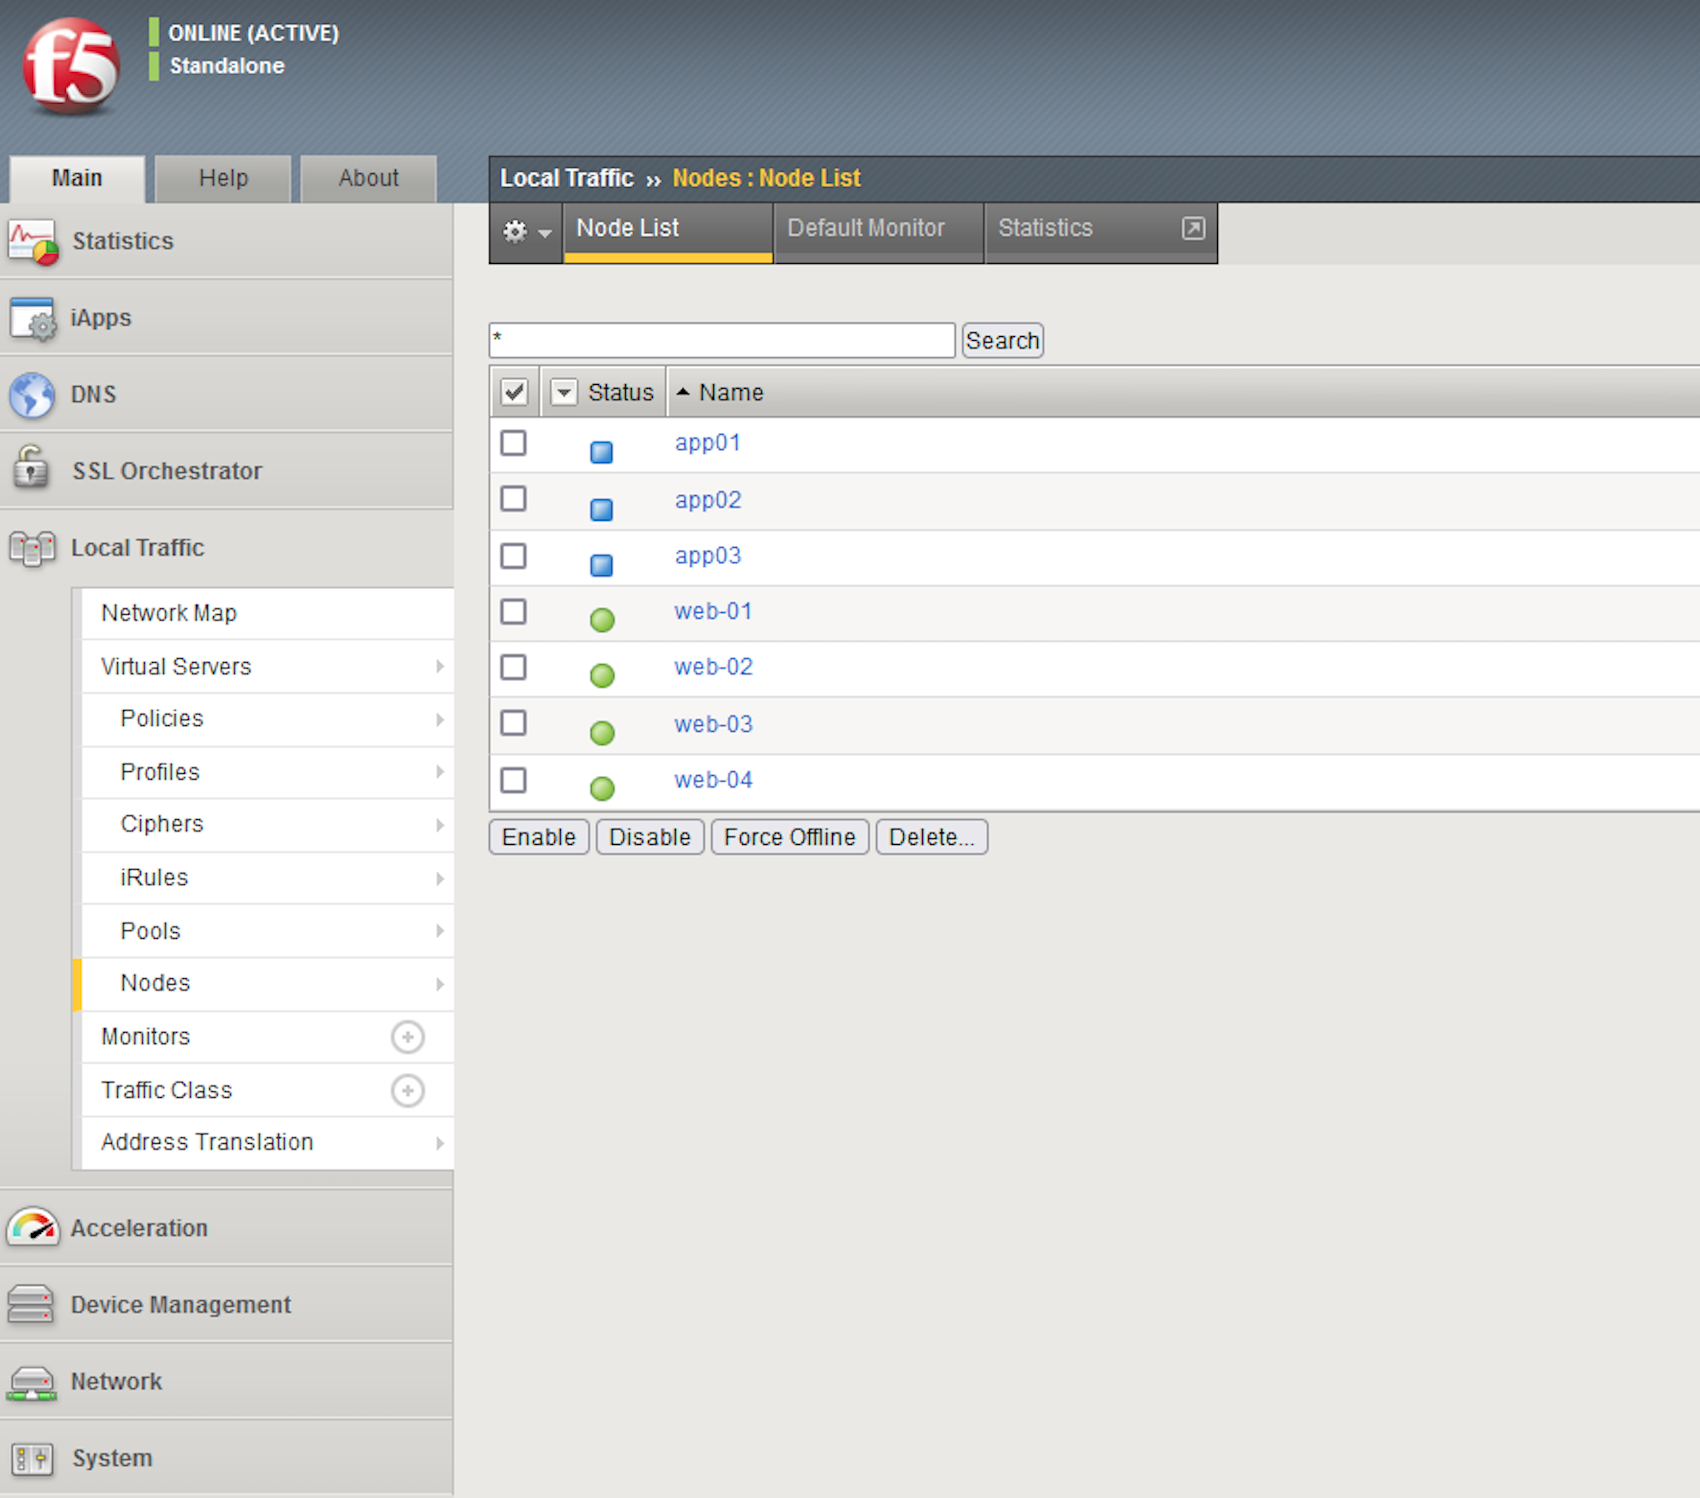 f5
ONLINE (ACTIVE)
Standalone
Main Help About
Local Traffic ›› Nodes : Node List
Node List Default Monitor Statistics
Statistics
iApps
DNS
SSL Orchestrator
Local Traffic
Network Map
Virtual Servers
Policies
Profiles
Ciphers
iRules
Pools
Nodes
Monitors
Traffic Class
Address Translation
Acceleration
Device Management
Network
System
* Search
Status Name
app01
app02
app03
web-01
web-02
web-03
web-04
Enable Disable Force Offline Delete...